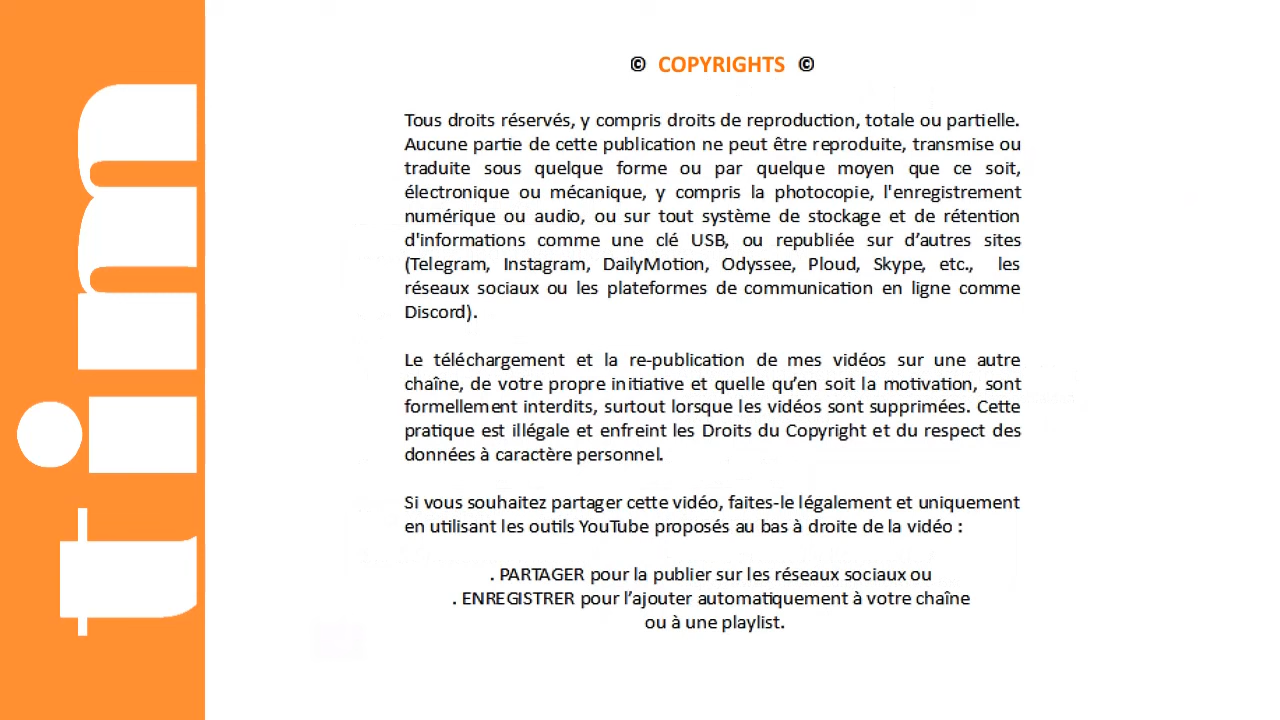 tim
© COPYRIGHTS ©
Tous droits réservés, y compris droits de reproduction, totale ou partielle.
Aucune partie de cette publication ne peut être reproduite, transmise ou
traduite sous quelque forme ou par quelque moyen que ce soit,
électronique ou mécanique, y compris la photocopie, l'enregistrement
numérique ou audio, ou sur tout système de stockage et de rétention
d'informations comme une clé USB, ou republiée sur d’autres sites
(Telegram, Instagram, DailyMotion, Odyssee, Ploud, Skype, etc., les
réseaux sociaux ou les plateformes de communication en ligne comme
Discord).
Le téléchargement et la re-publication de mes vidéos sur une autre
chaîne, de votre propre initiative et quelle qu’en soit la motivation, sont
formellement interdits, surtout lorsque les vidéos sont supprimées. Cette
pratique est illégale et enfreint les Droits du Copyright et du respect des
données à caractère personnel.
Si vous souhaitez partager cette vidéo, faites-le légalement et uniquement
en utilisant les outils YouTube proposés au bas à droite de la vidéo :
. PARTAGER pour la publier sur les réseaux sociaux ou
. ENREGISTRER pour l’ajouter automatiquement à votre chaîne
ou à une playlist.